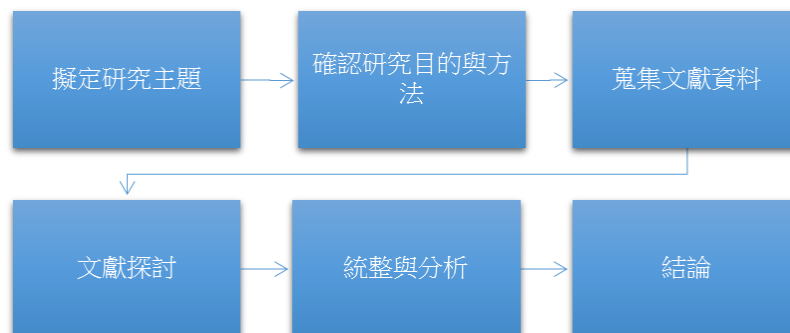 擬定研究主題
確認研究目的與方
法
蒐集文獻資料
文獻探討
統整與分析
結論